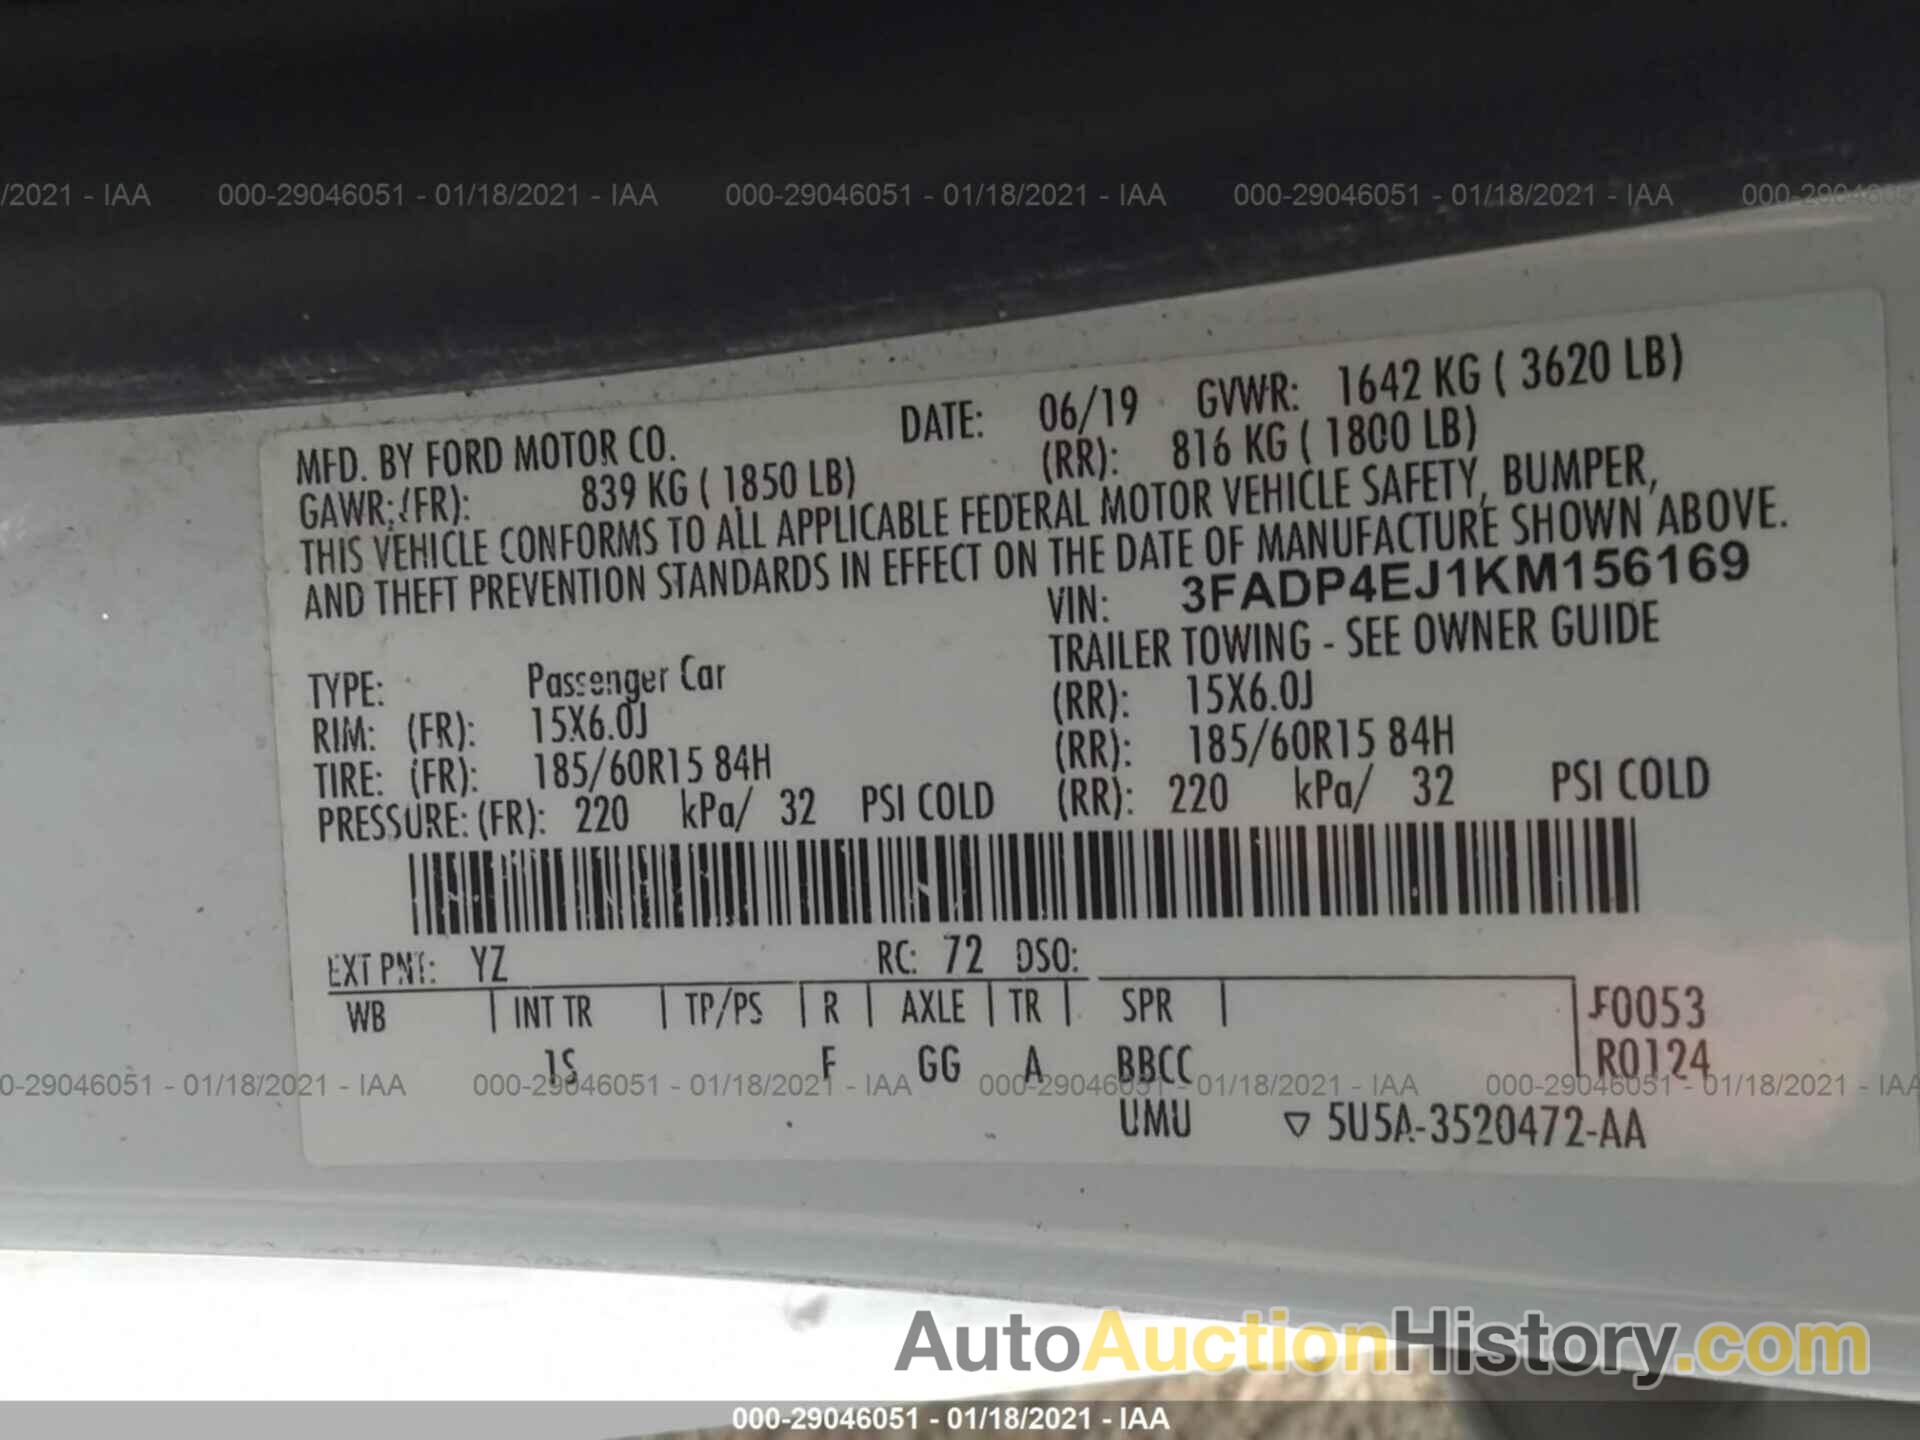 /2021 - IAA 000-29046051 - 01/18/2021 - IAA 000-29046051 - 01/18/2021 - IAA 000-29046051 - 01/18/2021 - IAA 000-2904605
MFD. BY FORD MOTOR CO. DATE: 06/19 GVWR: 1642 KG ( 3620 LB)
GAWR:(FR): 839 KG ( 1850 LB) (RR): 816 KG ( 1800 LB)
THIS VEHICLE CONFORMS TO ALL APPLICABLE FEDERAL MOTOR VEHICLE SAFETY, BUMPER,
AND THEFT PREVENTION STANDARDS IN EFFECT ON THE DATE OF MANUFACTURE SHOWN ABOVE.
VIN: 3FADP4EJ1KM156169
TYPE: Passenger Car TRAILER TOWING - SEE OWNER GUIDE
RIM: (FR): 15X6.0J (RR): 15X6.0J
TIRE: (FR): 185/60R15 84H (RR): 185/60R15 84H
PRESSURE: (FR): 220 kPa/ 32 PSI COLD (RR): 220 kPa/ 32 PSI COLD
EXT PNT: YZ RC: 72 DSO:
WB INT TR TP/PS R AXLE TR SPR F0053
1S F GG A BBCC R0124
0-29046051 - 01/18/2021 - IAA 000-29046051 - 01/18/2021 - IAA 000-29046051 - 01/18/2021 - IAA 000-29046051 - 01/18/2021 - IAA
UMU ▽ 5U5A-3520472-AA
AutoAuctionHistory.com
000-29046051 - 01/18/2021 - IAA